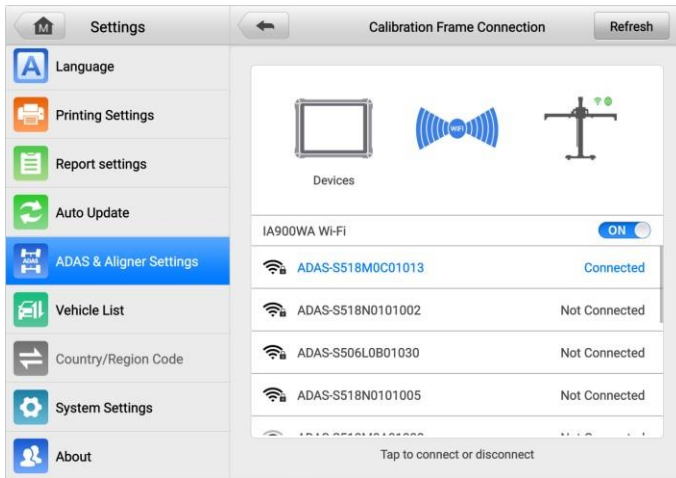 M
Settings
Calibration Frame Connection
Refresh
A Language
Printing Settings
Report settings
Auto Update
ADAS
ADAS & Aligner Settings
Vehicle List
Country/Region Code
System Settings
About
WIFI
Devices
IA900WA Wi-Fi
ON
ADAS-S518M0C01013 Connected
ADAS-S518N0101002 Not Connected
ADAS-S506L0B01030 Not Connected
ADAS-S518N0101005 Not Connected
Tap to connect or disconnect